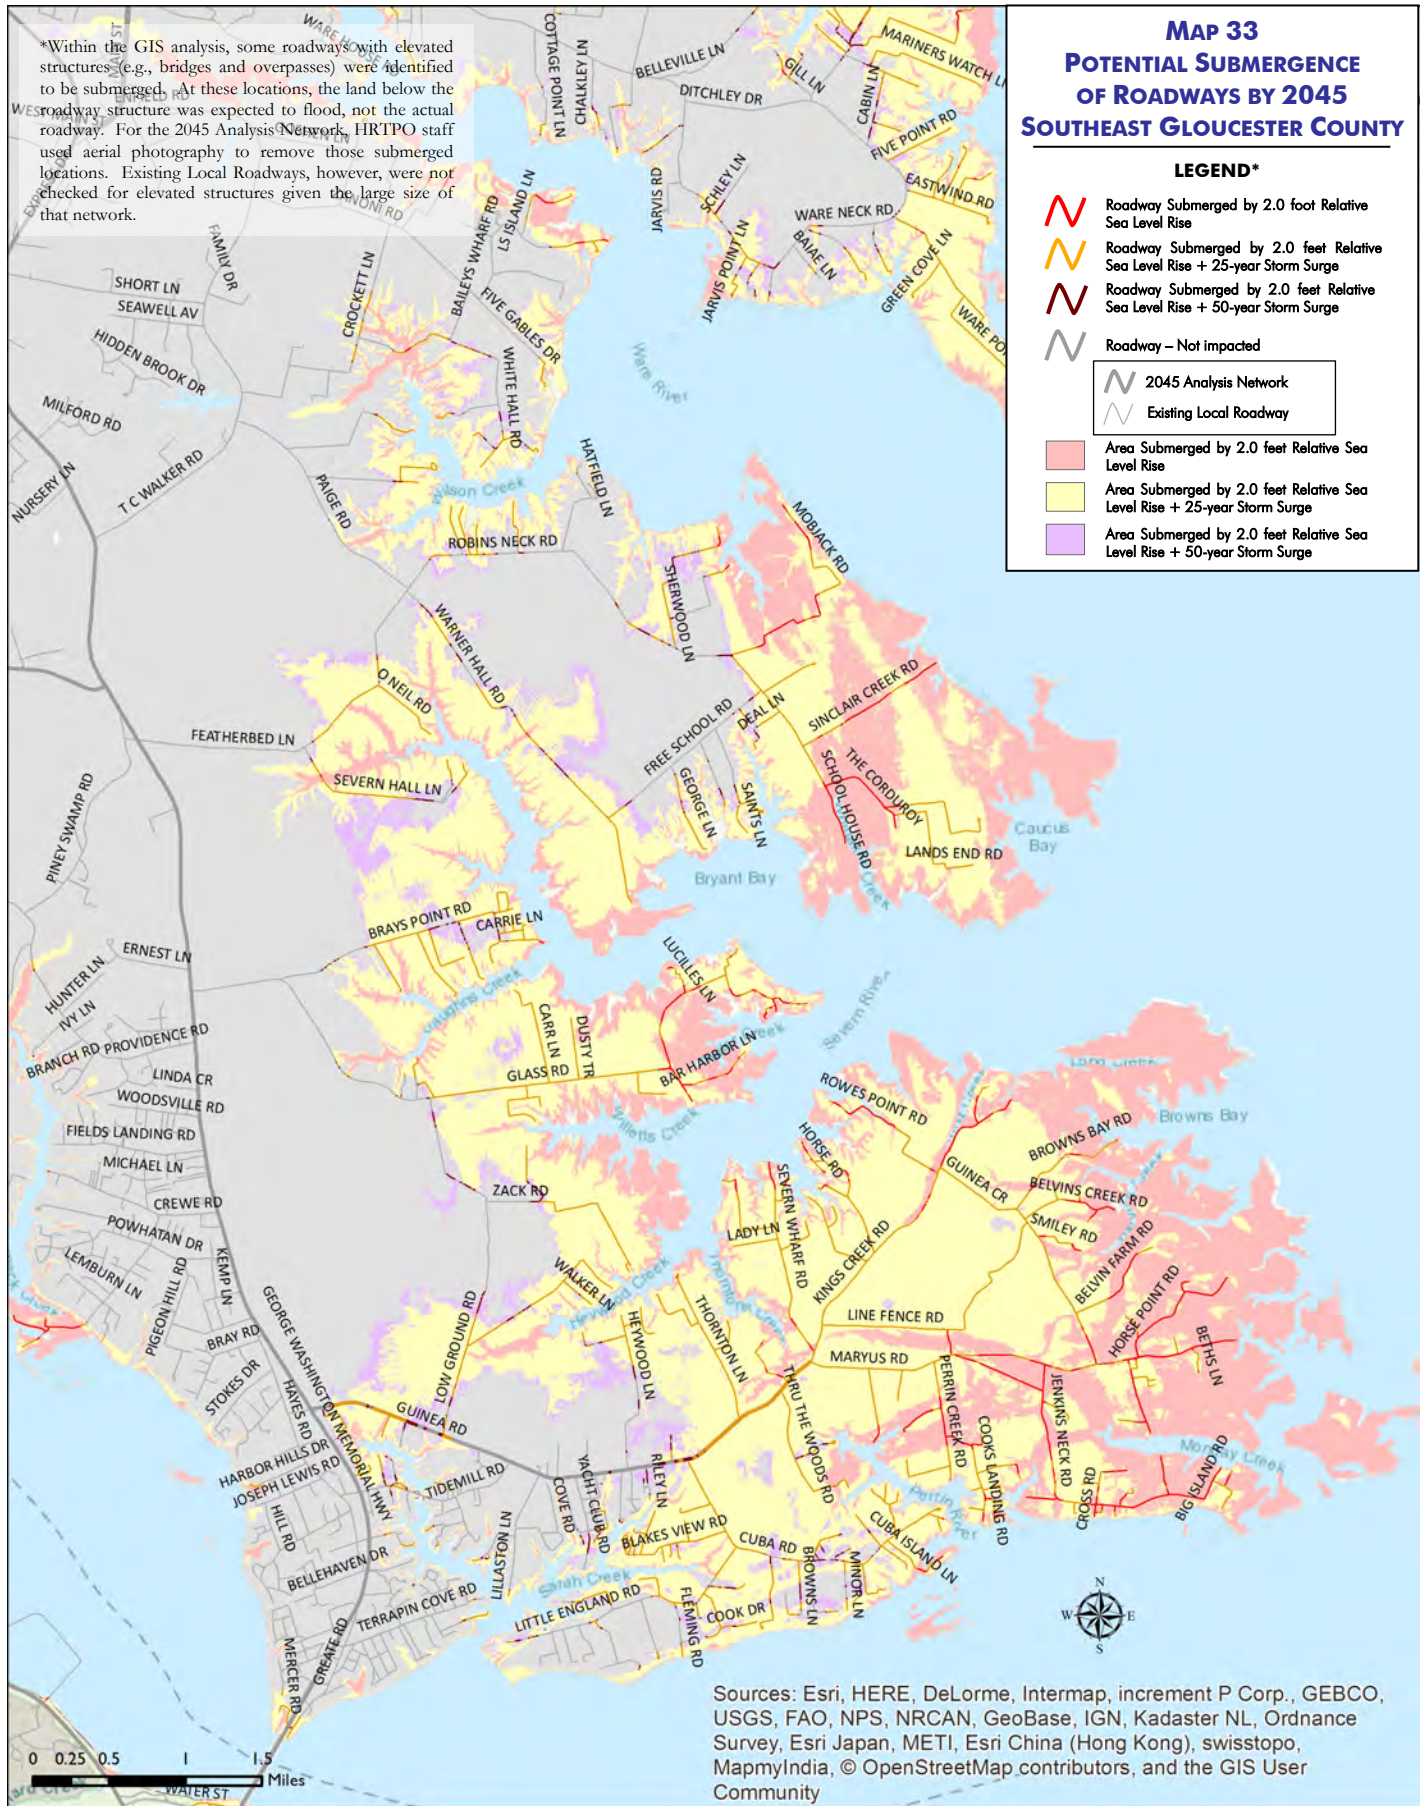 *Within the GIS analysis, some roadways with elevated
structures (e.g., bridges and overpasses) were identified
to be submerged. At these locations, the land below the
roadway structure was expected to flood, not the actual
roadway. For the 2045 Analysis Network, HRTPO staff
used aerial photography to remove those submerged
locations. Existing Local Roadways, however, were not
checked for elevated structures given the large size of
that network.
MAP 33
POTENTIAL SUBMERGENCE
OF ROADWAYS BY 2045
SOUTHEAST GLOUCESTER COUNTY
LEGEND*
Roadway Submerged by 2.0 foot Relative
Sea Level Rise
Roadway Submerged by 2.0 feet Relative
Sea Level Rise + 25-year Storm Surge
Roadway Submerged by 2.0 feet Relative
Sea Level Rise + 50-year Storm Surge
Roadway – Not impacted
2045 Analysis Network
Existing Local Roadway
Area Submerged by 2.0 feet Relative Sea
Level Rise
Area Submerged by 2.0 feet Relative Sea
Level Rise + 25-year Storm Surge
Area Submerged by 2.0 feet Relative Sea
Level Rise + 50-year Storm Surge
COTTAGE POINT LN
CHALKLEY LN
BELLEVILLE LN
DITCHLEY DR
GILL LN
MARINERS WATCH
CABIN LN
FIVE POINT RD
EASTWIND RD
JARVIS RD
SCHLEY LN
WARE NECK RD
BAIAE LN
JARVIS POINT LN
GREEN COVE LN
WARE PO
FAMILY DR
SHORT LN
SEAWELL AV
HIDDEN BROOK DR
MILFORD RD
NURSERY LN
T C WALKER RD
CROCKETT LN
BAILEYS WHARF RD
LS ISLAND LN
FIVE GABLES DR
WHITE HALL RD
Ware River
PAIGE RD
Wilson Creek
HATFIELD LN
ROBINS NECK RD
MOBJACK RD
SHERWOOD LN
WARNER HALL RD
O NEIL RD
FEATHERBED LN
SEVERN HALL LN
FREE SCHOOL RD
DEAL LN
SINCLAIR CREEK RD
GEORGE LN
SAINTS LN
SCHOOL HOUSE RD
THE CORDUROY
LANDS END RD
Creek
Caucus
Bay
Bryant Bay
PINEY SWAMP RD
BRAYS POINT RD
CARRIE LN
ERNEST LN
HUNTER LN
IVY LN
BRANCH RD
PROVIDENCE RD
Vaughns Creek
LUCILLES LN
Severn River
CARR LN
DUSTY TR
GLASS RD
BAR HARBOR LN
Creek
Willetts Creek
LINDA CR
WOODSVILLE RD
FIELDS LANDING RD
MICHAEL LN
CREWE RD
POWHATAN DR
LEMBURN LN
PIGEON HILL RD
KEMP LN
BRAY RD
STOKES DR
HAYES RD
GEORGE WASHINGTON MEMORIAL HWY
ZACK RD
ROWES POINT RD
HORSE RD
Browns Bay
BROWNS BAY RD
GUINEA CR
BELVINS CREEK RD
SMILEY RD
BELVIN FARM RD
HORSE POINT RD
BETHS LN
SEVERN WHARF RD
LADY LN
KINGS CREEK RD
LINE FENCE RD
MARYUS RD
WALKER LN
Heywood Creek
HEYWOOD LN
THORNTON LN
LOW GROUND RD
GUINEA RD
THRU THE WOODS RD
PERRIN CREEK RD
COOKS LANDING RD
JENKINS NECK RD
CROSS RD
BIG ISLAND RD
HARBOR HILLS DR
JOSEPH LEWIS RD
HILL RD
TIDEMILL RD
COVE RD
YACHT CLUB RD
RILEY LN
LILLASTON LN
BLAKES VIEW RD
CUBA RD
CUBA ISLAND LN
BROWNS LN
MINOR LN
BELLEHAVEN DR
TERRAPIN COVE RD
Sarah Creek
LITTLE ENGLAND RD
FLEMING RD
COOK DR
MERCER RD
GREATE RD
WATER ST
N
W E
S
0 0.25 0.5 1 1.5
Miles
Sources: Esri, HERE, DeLorme, Intermap, increment P Corp., GEBCO,
USGS, FAO, NPS, NRCAN, GeoBase, IGN, Kadaster NL, Ordnance
Survey, Esri Japan, METI, Esri China (Hong Kong), swisstopo,
MapmyIndia, © OpenStreetMap contributors, and the GIS User
Community